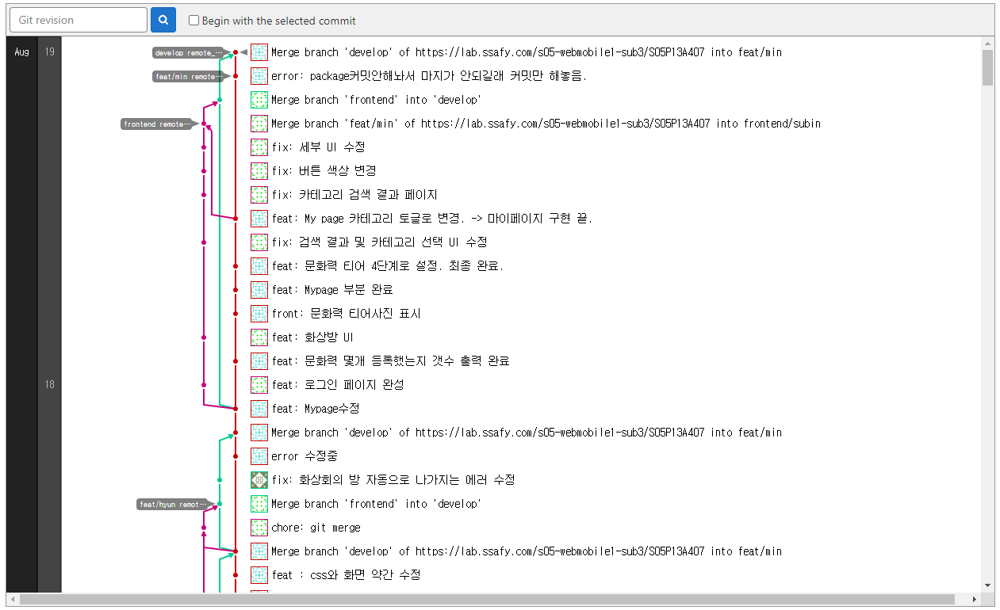 Git revision
Begin with the selected commit
Aug 19
develop remote_…
Merge branch 'develop' of https://lab.ssafy.com/s05-webmobile1-sub3/S05P13A407 into feat/min
feat/min remote…
error: package커밋안해놔서 마지가 안되길래 커밋만 해놓음.
Merge branch 'frontend' into 'develop'
frontend remote…
Merge branch 'feat/min' of https://lab.ssafy.com/s05-webmobile1-sub3/S05P13A407 into frontend/subin
fix: 세부 UI 수정
fix: 버튼 색상 변경
fix: 카테고리 검색 결과 페이지
feat: My page 카테고리 토글로 변경. -> 마이페이지 구현 끝.
fix: 검색 결과 및 카테고리 선택 UI 수정
feat: 문화력 티어 4단계로 설정. 최종 완료.
feat: Mypage 부분 완료
front: 문화력 티어사진 표시
feat: 화상방 UI
feat: 문화력 몇개 등록했는지 갯수 출력 완료
18
feat: 로그인 페이지 완성
feat: Mypage수정
Merge branch 'develop' of https://lab.ssafy.com/s05-webmobile1-sub3/S05P13A407 into feat/min
error 수정중
fix: 화상회의 방 자동으로 나가지는 에러 수정
feat/hyun remot…
Merge branch 'frontend' into 'develop'
chore: git merge
Merge branch 'develop' of https://lab.ssafy.com/s05-webmobile1-sub3/S05P13A407 into feat/min
feat : css와 화면 약간 수정